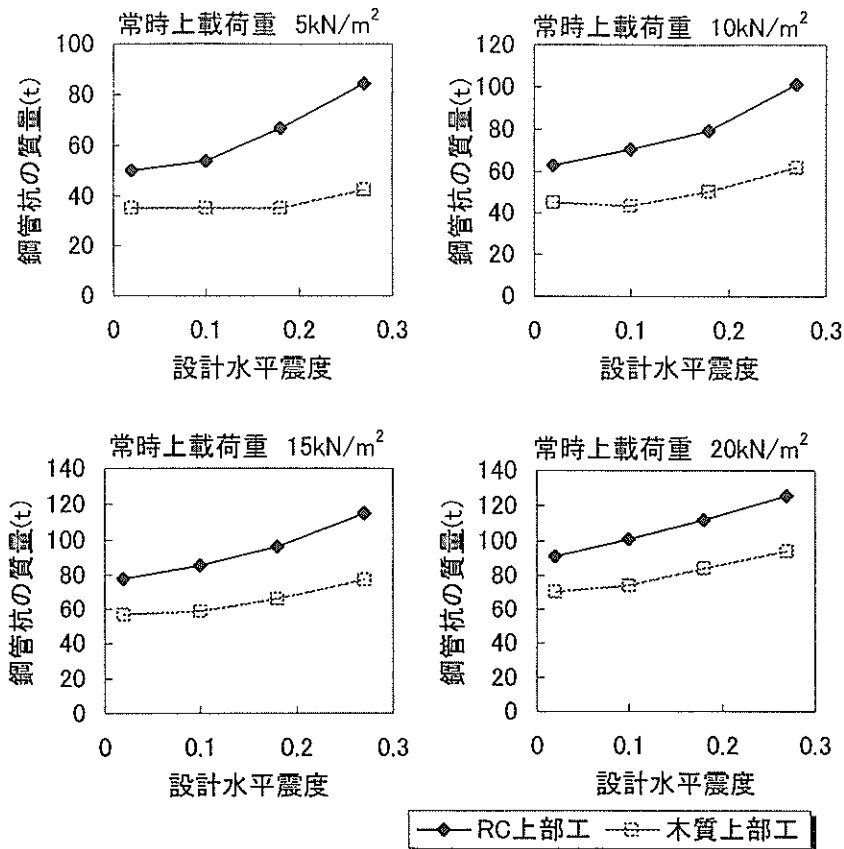 常時上載荷重 5kN/m²
100
80
60
40
20
0
鋼管杭の質量(t)
0 0.1 0.2 0.3
設計水平震度
常時上載荷重 10kN/m²
120
100
80
60
40
20
0
鋼管杭の質量(t)
0 0.1 0.2 0.3
設計水平震度
常時上載荷重 15kN/m²
140
120
100
80
60
40
20
0
鋼管杭の質量(t)
0 0.1 0.2 0.3
設計水平震度
常時上載荷重 20kN/m²
140
120
100
80
60
40
20
0
鋼管杭の質量(t)
0 0.1 0.2 0.3
設計水平震度
RC上部工 木質上部工